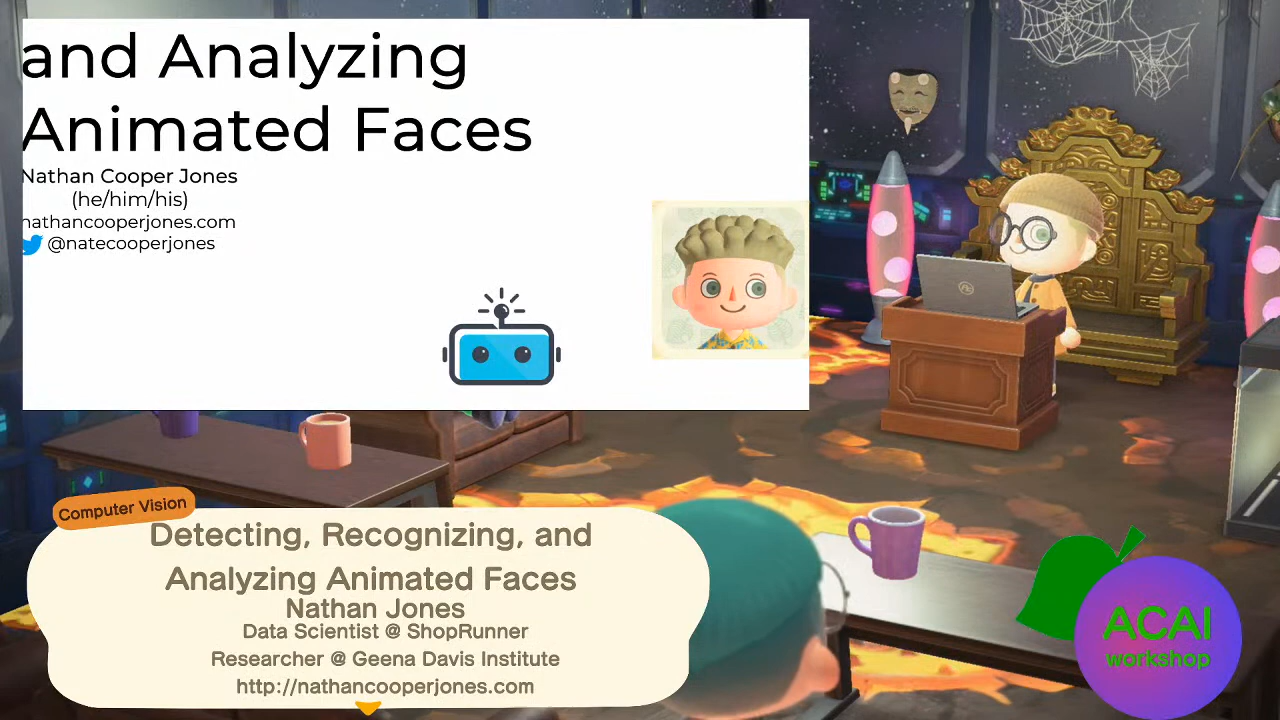 and Analyzing
Animated Faces
Nathan Cooper Jones
(he/him/his)
nathancooperjones.com
@natecooperjones
Computer Vision
Detecting, Recognizing, and
Analyzing Animated Faces
Nathan Jones
Data Scientist @ ShopRunner
Researcher @ Geena Davis Institute
http://nathancooperjones.com
ACAI
workshop